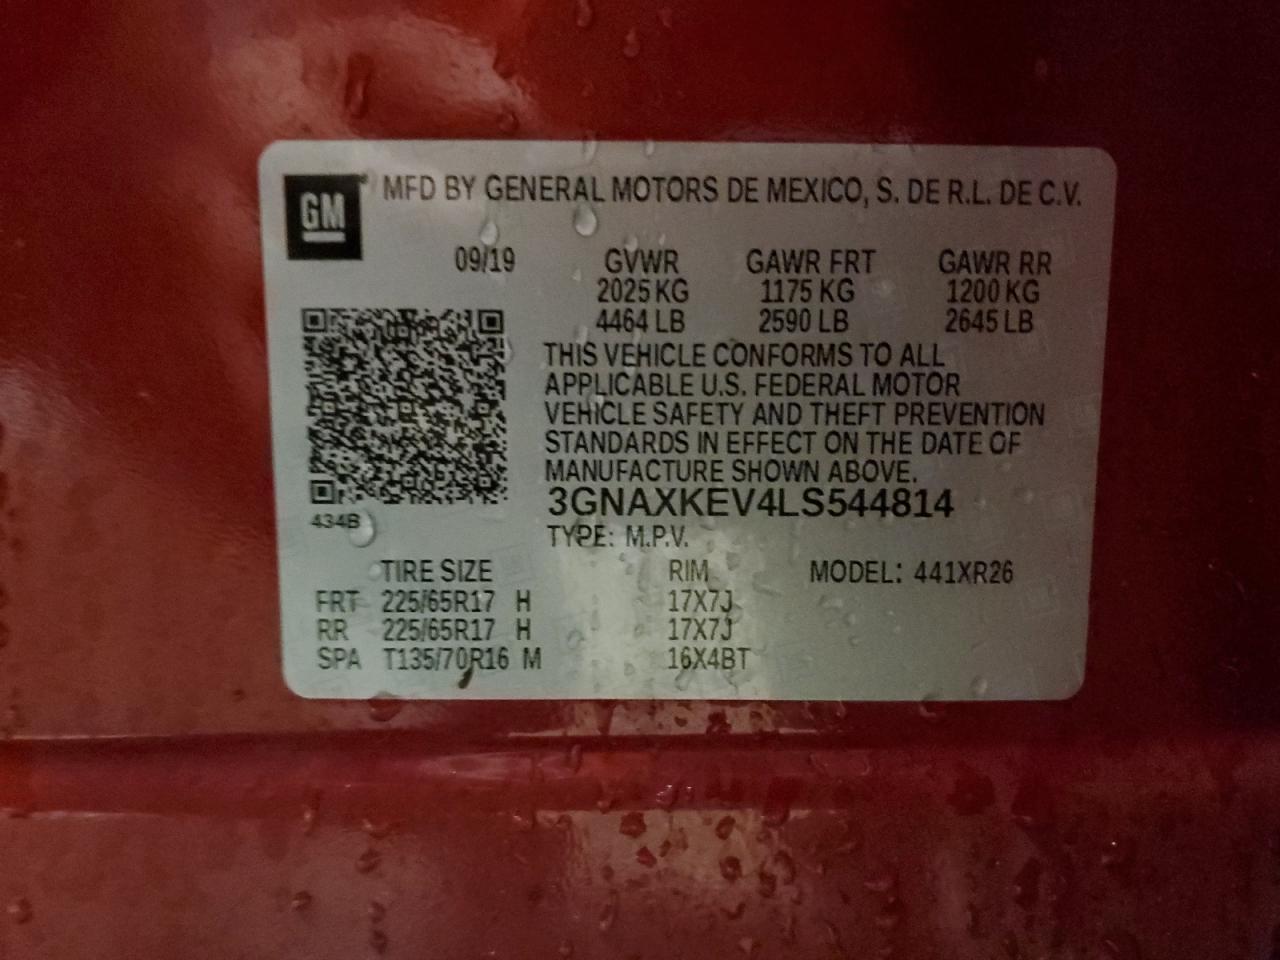 GM MFD BY GENERAL MOTORS DE MEXICO, S. DE R.L. DE C.V.
09/19 GVWR GAWR FRT GAWR RR
2025 KG 1175 KG 1200 KG
4464 LB 2590 LB 2645 LB
THIS VEHICLE CONFORMS TO ALL
APPLICABLE U.S. FEDERAL MOTOR
VEHICLE SAFETY AND THEFT PREVENTION
STANDARDS IN EFFECT ON THE DATE OF
MANUFACTURE SHOWN ABOVE.
3GNAXKEV4LS544814
434B
TYPE: M.P.V.
TIRE SIZE RIM MODEL: 441XR26
FRT 225/65R17 H 17X7J
RR 225/65R17 H 17X7J
SPA T135/70R16 M 16X4BT